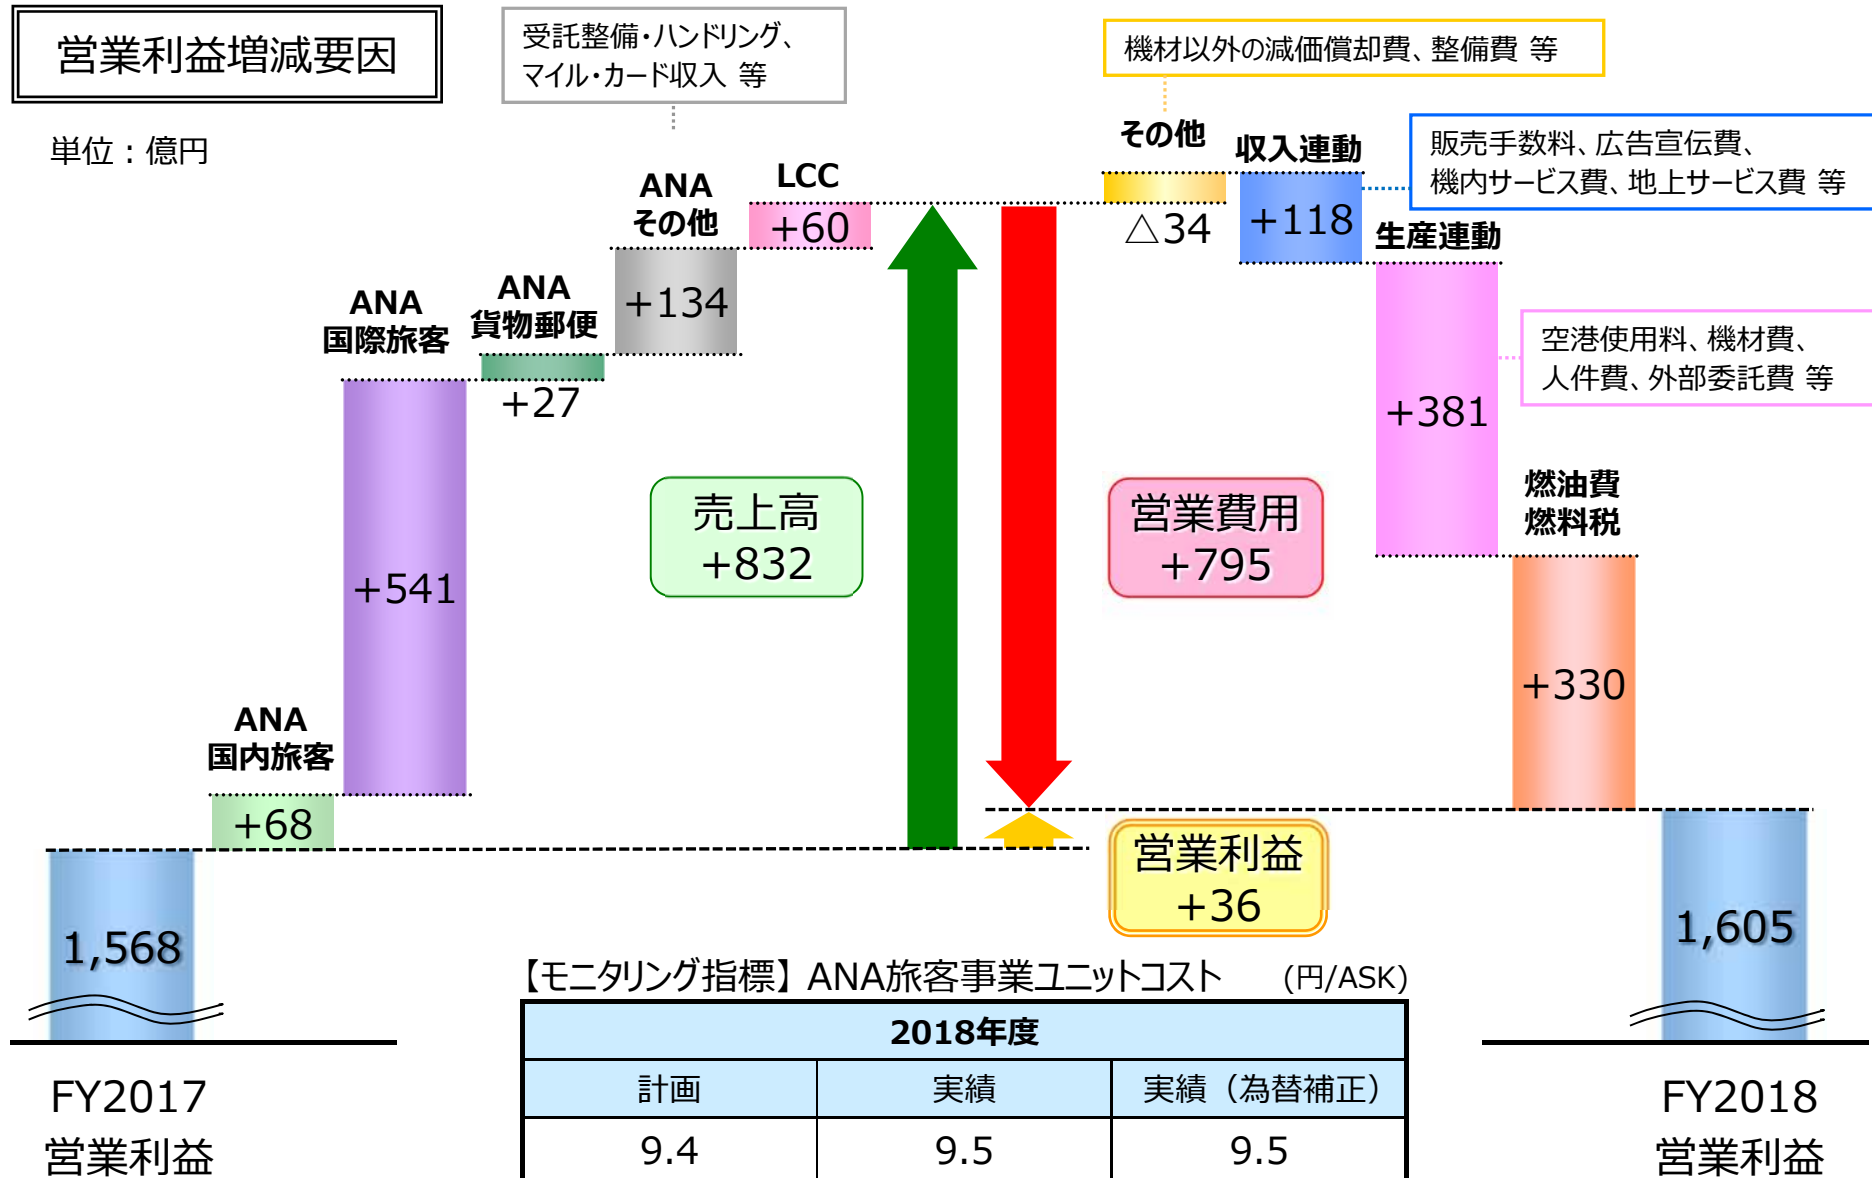 営業利益増減要因
単位：億円
受託整備・ハンドリング、
マイル・カード収入 等
機材以外の減価償却費、整備費 等
販売手数料、広告宣伝費、
機内サービス費、地上サービス費 等
空港使用料、機材費、
人件費、外部委託費 等
ANA
国内旅客
+68
ANA
国際旅客
+541
ANA
貨物郵便
+27
ANA
その他
+134
LCC
+60
その他
△34
収入連動
+118
生産連動
+381
燃油費
燃料税
+330
売上高
+832
営業費用
+795
営業利益
+36
1,568
FY2017
営業利益
1,605
FY2018
営業利益
【モニタリング指標】ANA旅客事業ユニットコスト (円/ASK)
2018年度
計画 実績 実績（為替補正）
9.4 9.5 9.5